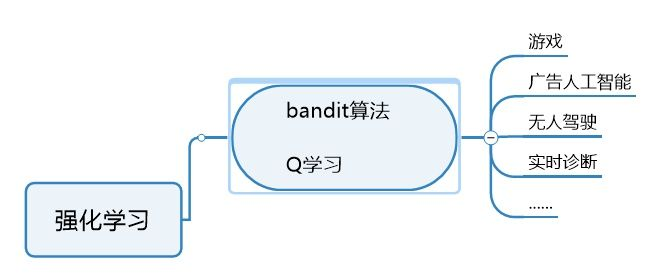 强化学习
bandit算法
Q学习
游戏
广告人工智能
无人驾驶
实时诊断
……